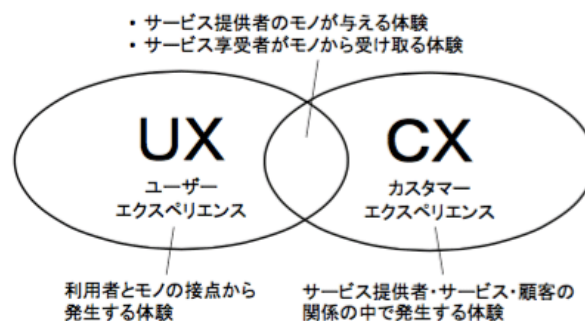 • サービス提供者のモノが与える体験
• サービス享受者がモノから受け取る体験
UX
ユーザー
エクスペリエンス
CX
カスタマー
エクスペリエンス
利用者とモノの接点から
発生する体験
サービス提供者・サービス・顧客の
関係の中で発生する体験